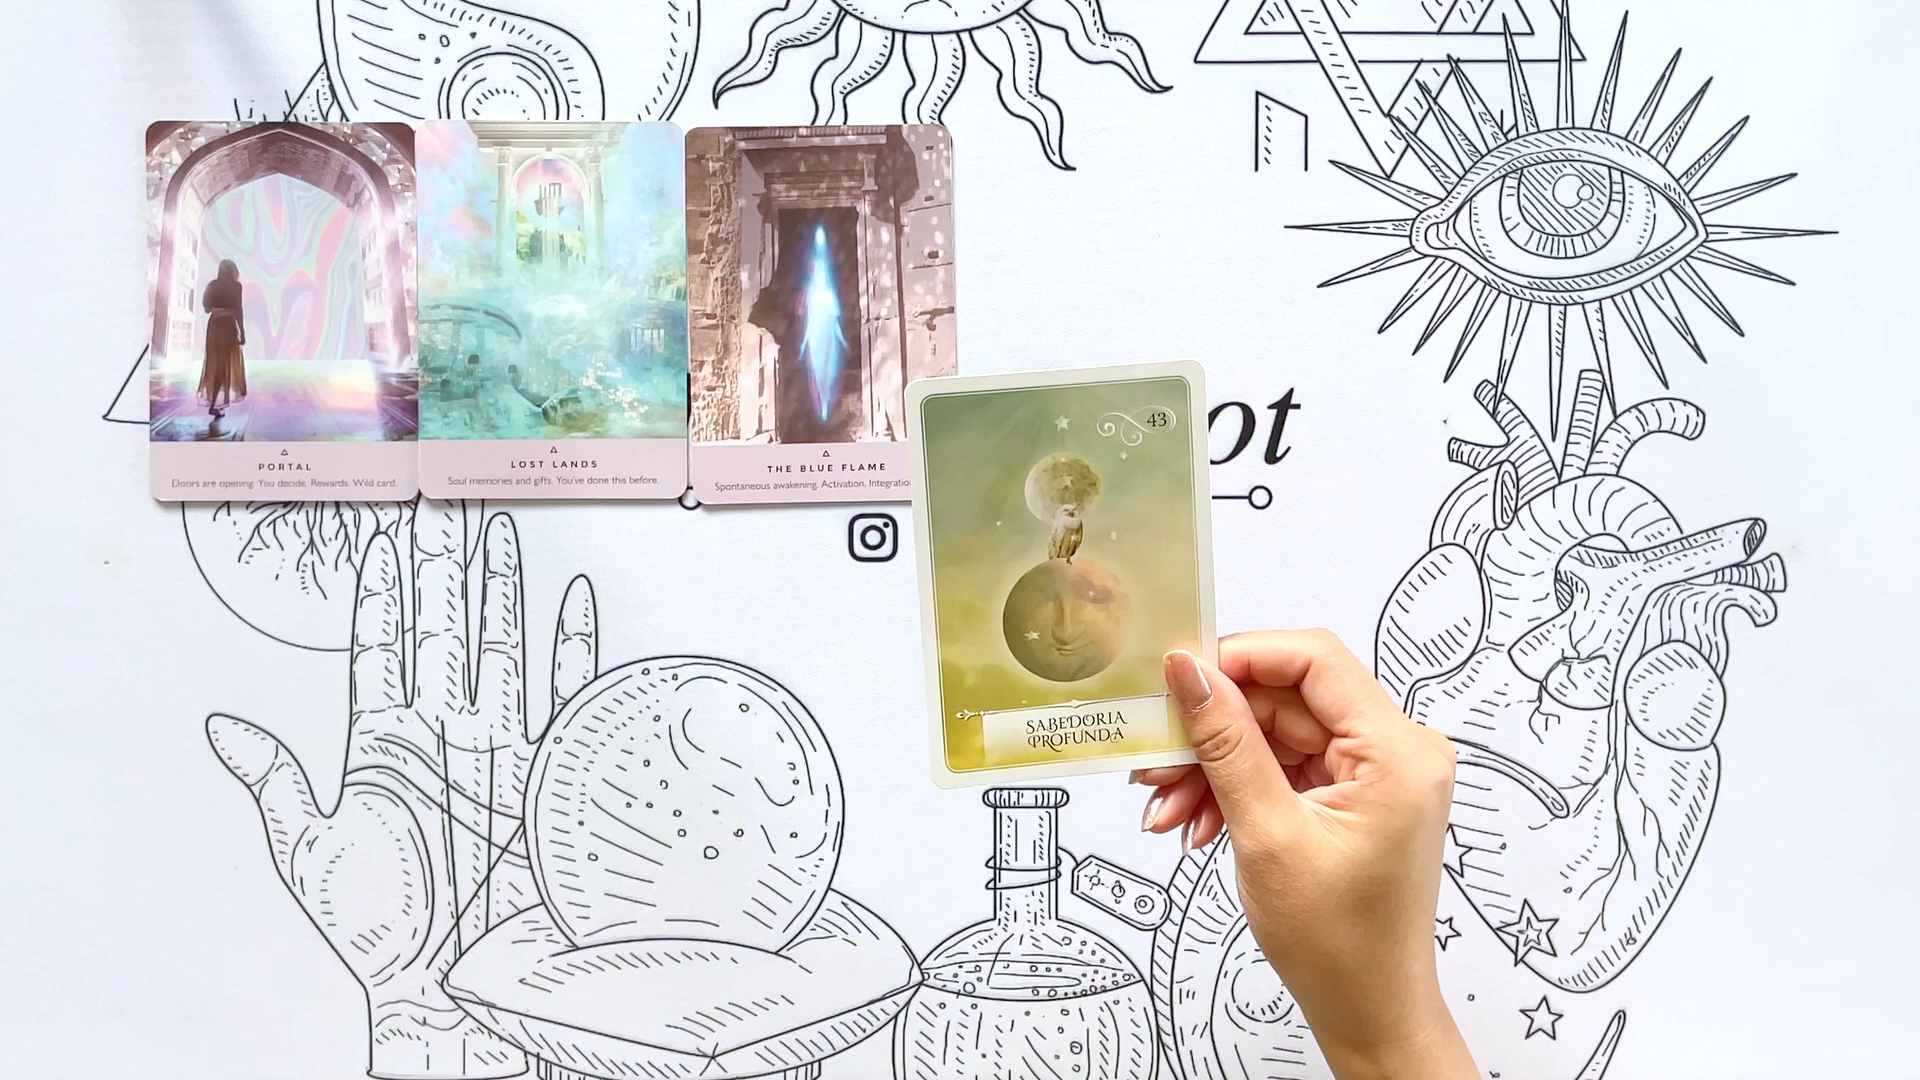 PORTAL
Doors are opening. You decide. Rewards. Wild card.
LOST LANDS
Soul memories and gifts. You've done this before.
THE BLUE FLAME
Spontaneous awakening. Activation.
43
SABEDORIA
PROFUNDA
ot